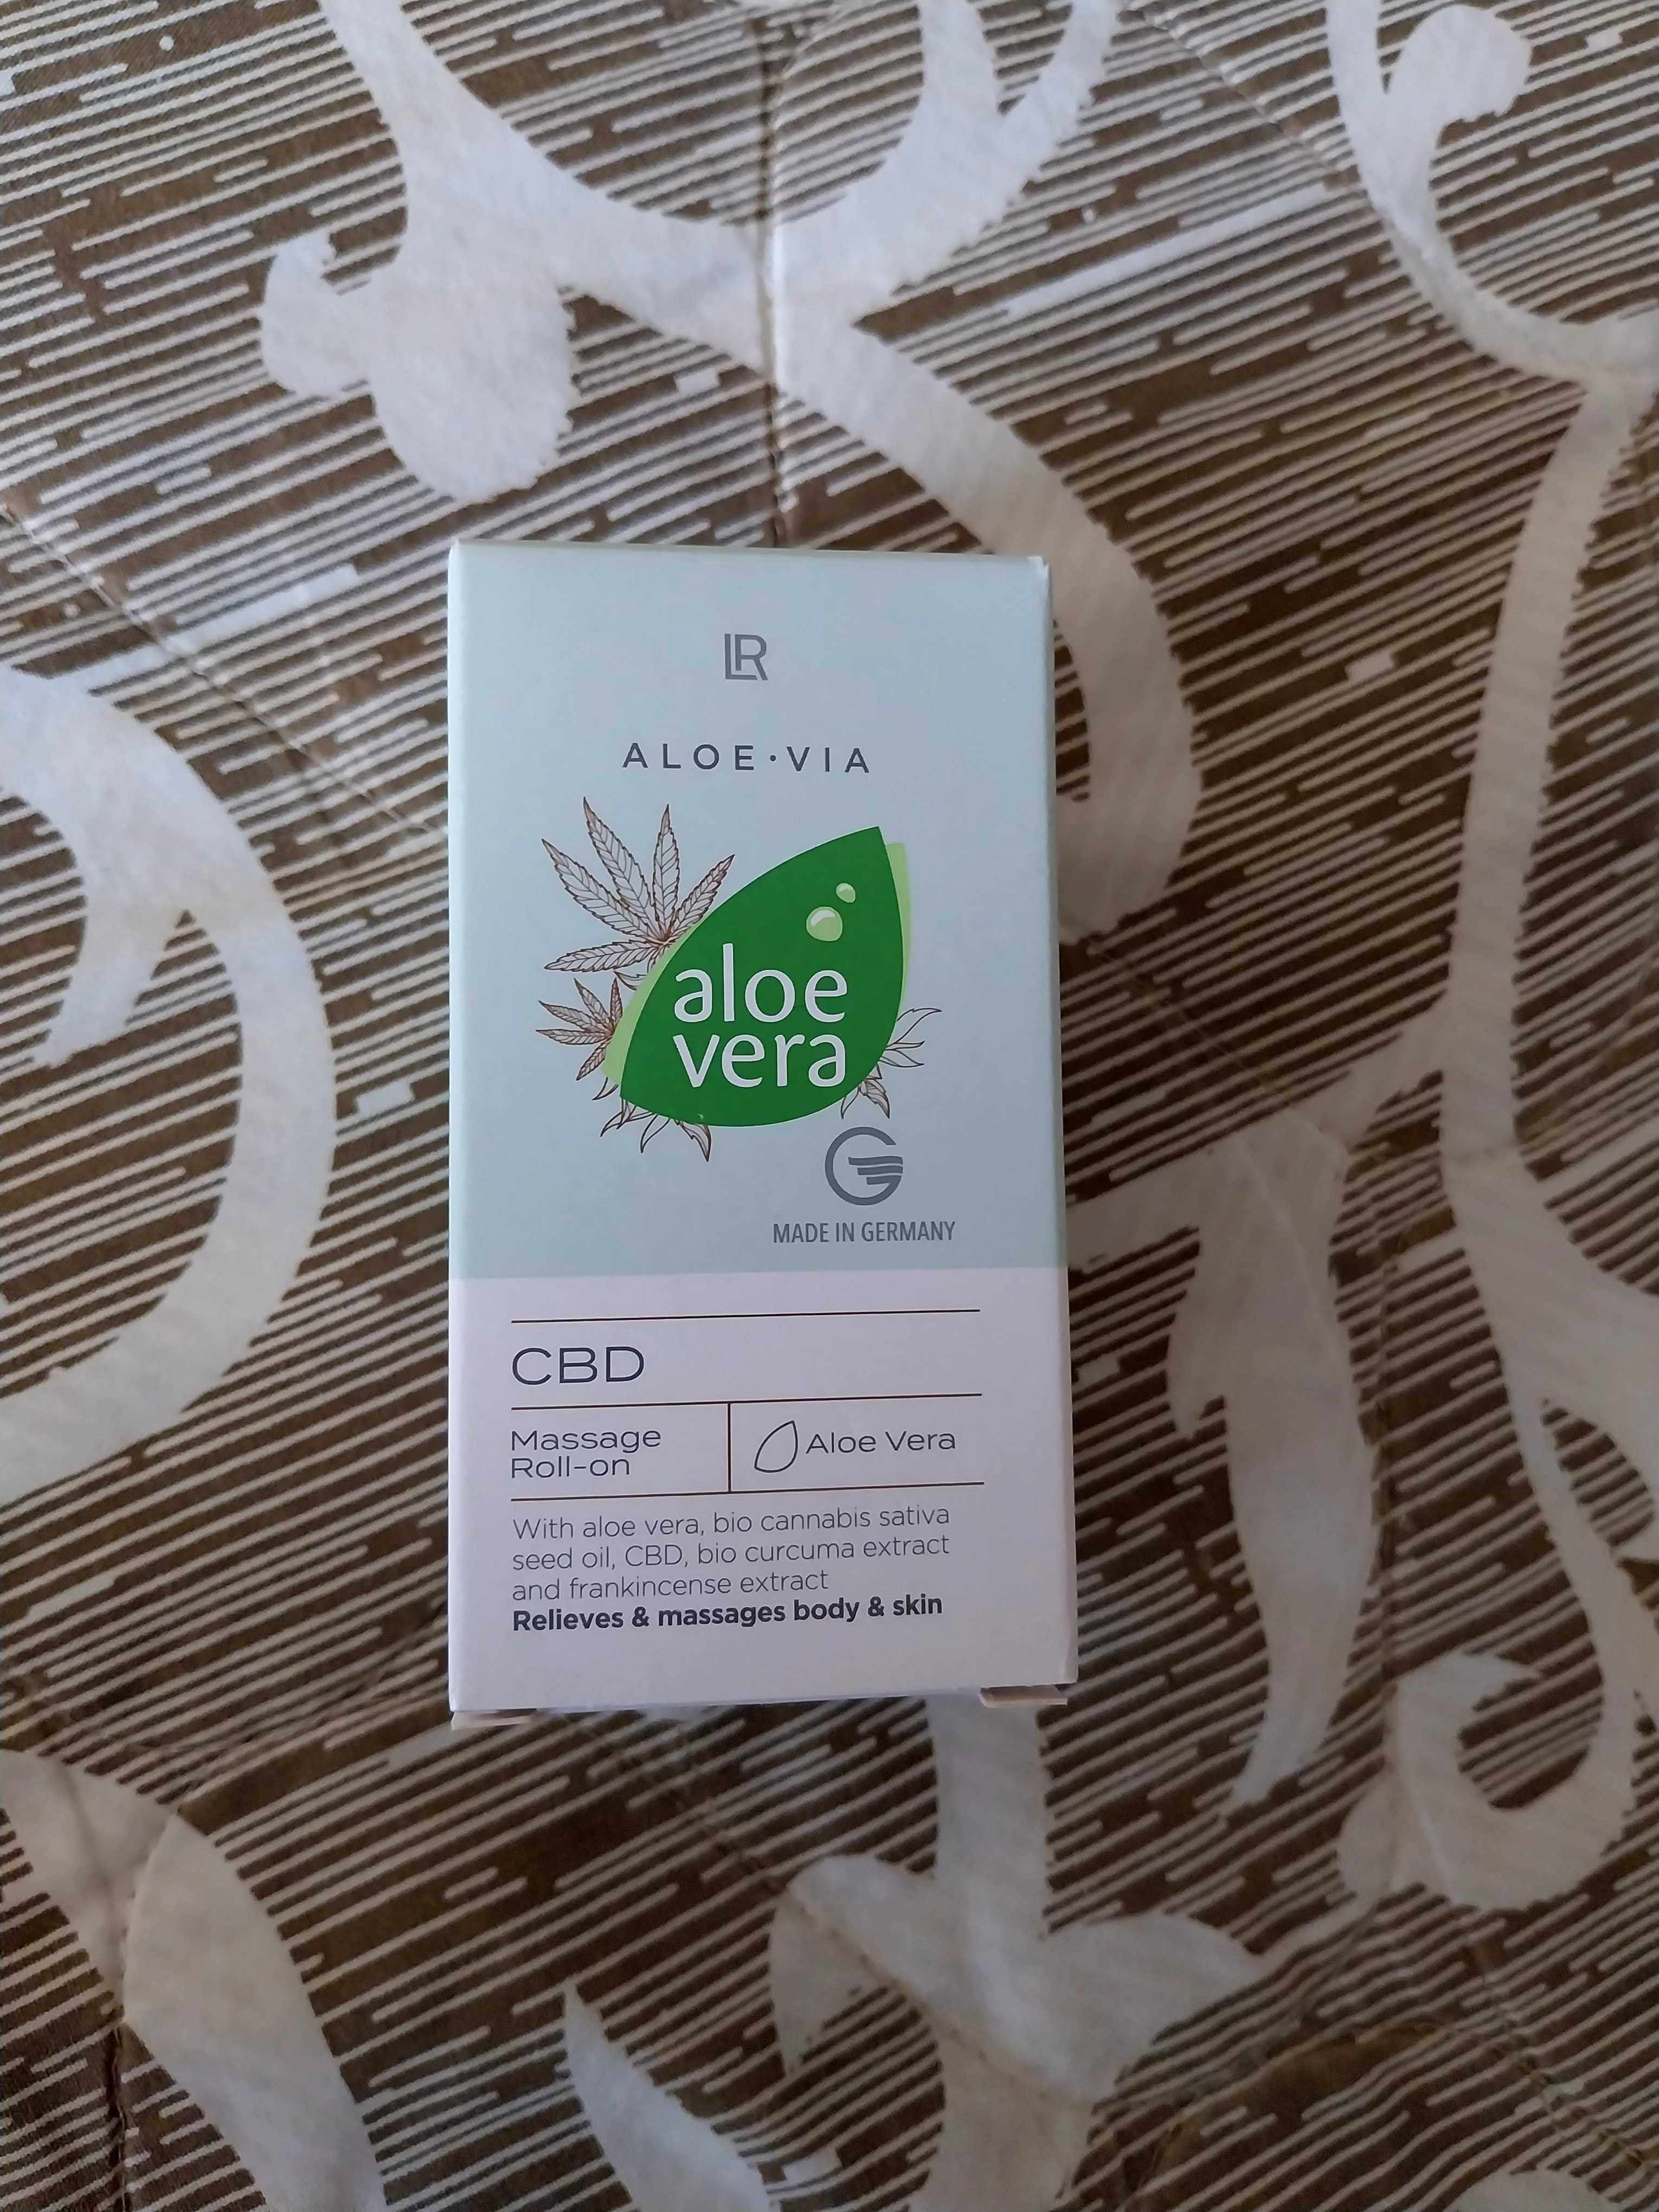 LR
ALOE·VIA
aloe
vera
MADE IN GERMANY
CBD
Massage
Roll-on
Aloe Vera
With aloe vera, bio cannabis sativa
seed oil, CBD, bio curcuma extract
and frankincense extract
Relieves & massages body & skin